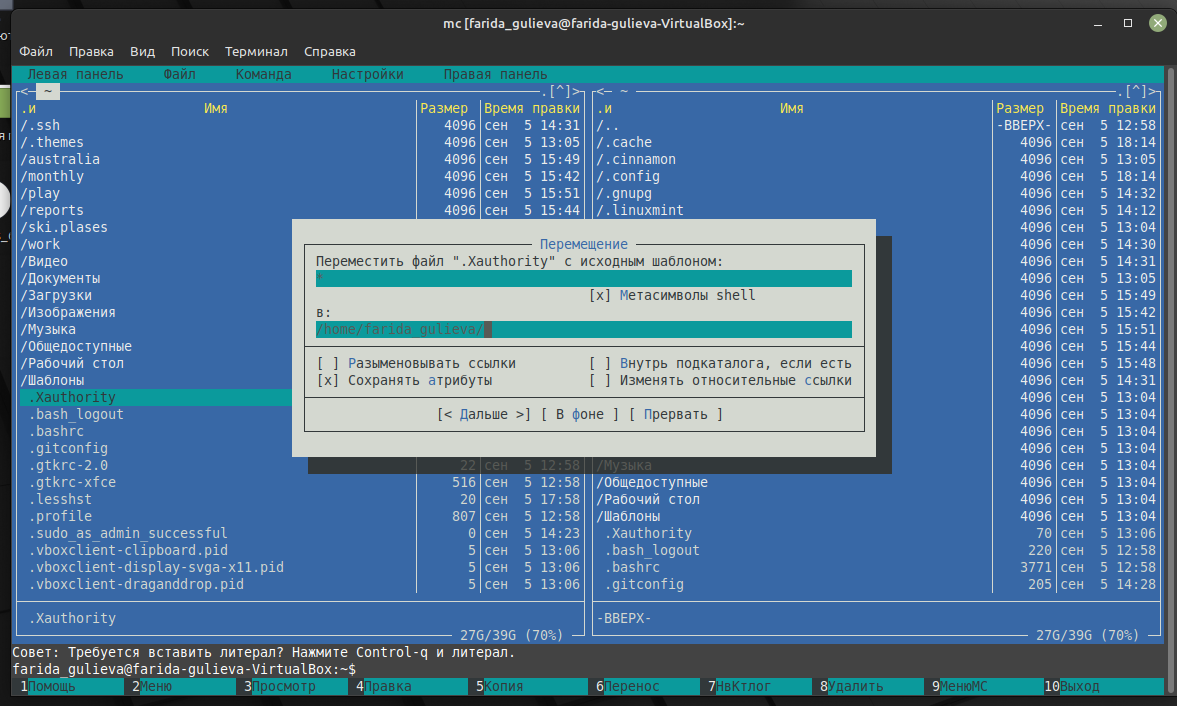 mc [farida_gulieva@farida-gulieva-VirtualBox]:~
Файл Правка Вид Поиск Терминал Справка
Левая панель Файл Команда Настройки Правая панель
<─ ~ .[^]> <─ ~ .[^]>
.и Имя Размер Время правки .и Имя Размер Время правки
/.ssh 4096 сен 5 14:31 /.. -ВВЕРХ- сен 5 12:58
/.themes 4096 сен 5 13:05 /.cache 4096 сен 5 18:14
/australia 4096 сен 5 15:49 /.cinnamon 4096 сен 5 13:05
/monthly 4096 сен 5 15:42 /.config 4096 сен 5 18:14
/play 4096 сен 5 15:51 /.gnupg 4096 сен 5 14:32
/reports 4096 сен 5 15:44 /.linuxmint 4096 сен 5 14:12
/ski.plases 4096 сен 5 13:04
/work Перемещение 4096 сен 5 14:30
/Видео Переместить файл ".Xauthority" с исходным шаблоном: 4096 сен 5 14:31
/Документы 4096 сен 5 13:05
/Загрузки [x] Метасимволы shell 4096 сен 5 15:49
/Изображения в: 4096 сен 5 15:42
/Музыка /home/farida_gulieva/ 4096 сен 5 15:51
/Общедоступные 4096 сен 5 15:44
/Рабочий стол [ ] Разыменовывать ссылки [ ] Внутрь подкаталога, если есть 4096 сен 5 15:48
/Шаблоны [x] Сохранять атрибуты [ ] Изменять относительные ссылки 4096 сен 5 14:31
.Xauthority 4096 сен 5 13:04
.bash_logout [< Дальше >] [ В фоне ] [ Прервать ] 4096 сен 5 13:04
.bashrc 4096 сен 5 13:04
.gitconfig 4096 сен 5 13:04
.gtkrc-2.0 22 сен 5 12:58 /Музыка 4096 сен 5 13:04
.gtkrc-xfce 516 сен 5 12:58 /Общедоступные 4096 сен 5 13:04
.lesshst 20 сен 5 17:58 /Рабочий стол 4096 сен 5 13:04
.profile 807 сен 5 12:58 /Шаблоны 4096 сен 5 13:04
.sudo_as_admin_successful 0 сен 5 14:23 .Xauthority 70 сен 5 13:06
.vboxclient-clipboard.pid 5 сен 5 13:06 .bash_logout 220 сен 5 12:58
.vboxclient-display-svga-x11.pid 5 сен 5 13:06 .bashrc 3771 сен 5 12:58
.vboxclient-draganddrop.pid 5 сен 5 13:06 .gitconfig 205 сен 5 14:28
.Xauthority -ВВЕРХ-
27G/39G (70%) 27G/39G (70%)
Совет: Требуется вставить литерал? Нажмите Control-q и литерал.
farida_gulieva@farida-gulieva-VirtualBox:~$
1Помощь 2Меню 3Просмотр 4Правка 5Копия 6Перенос 7НвКтлог 8Удалить 9МенюМС 10Выход